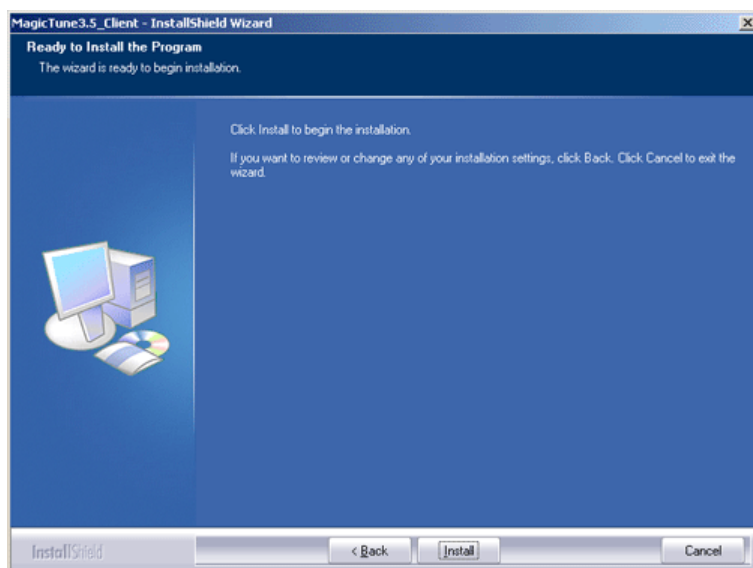 MagicTune3.5_Client - InstallShield Wizard
Ready to Install the Program
The wizard is ready to begin installation.
Click Install to begin the installation.
If you want to review or change any of your installation settings, click Back. Click Cancel to exit the
wizard.
InstallShield
< Back
Install
Cancel